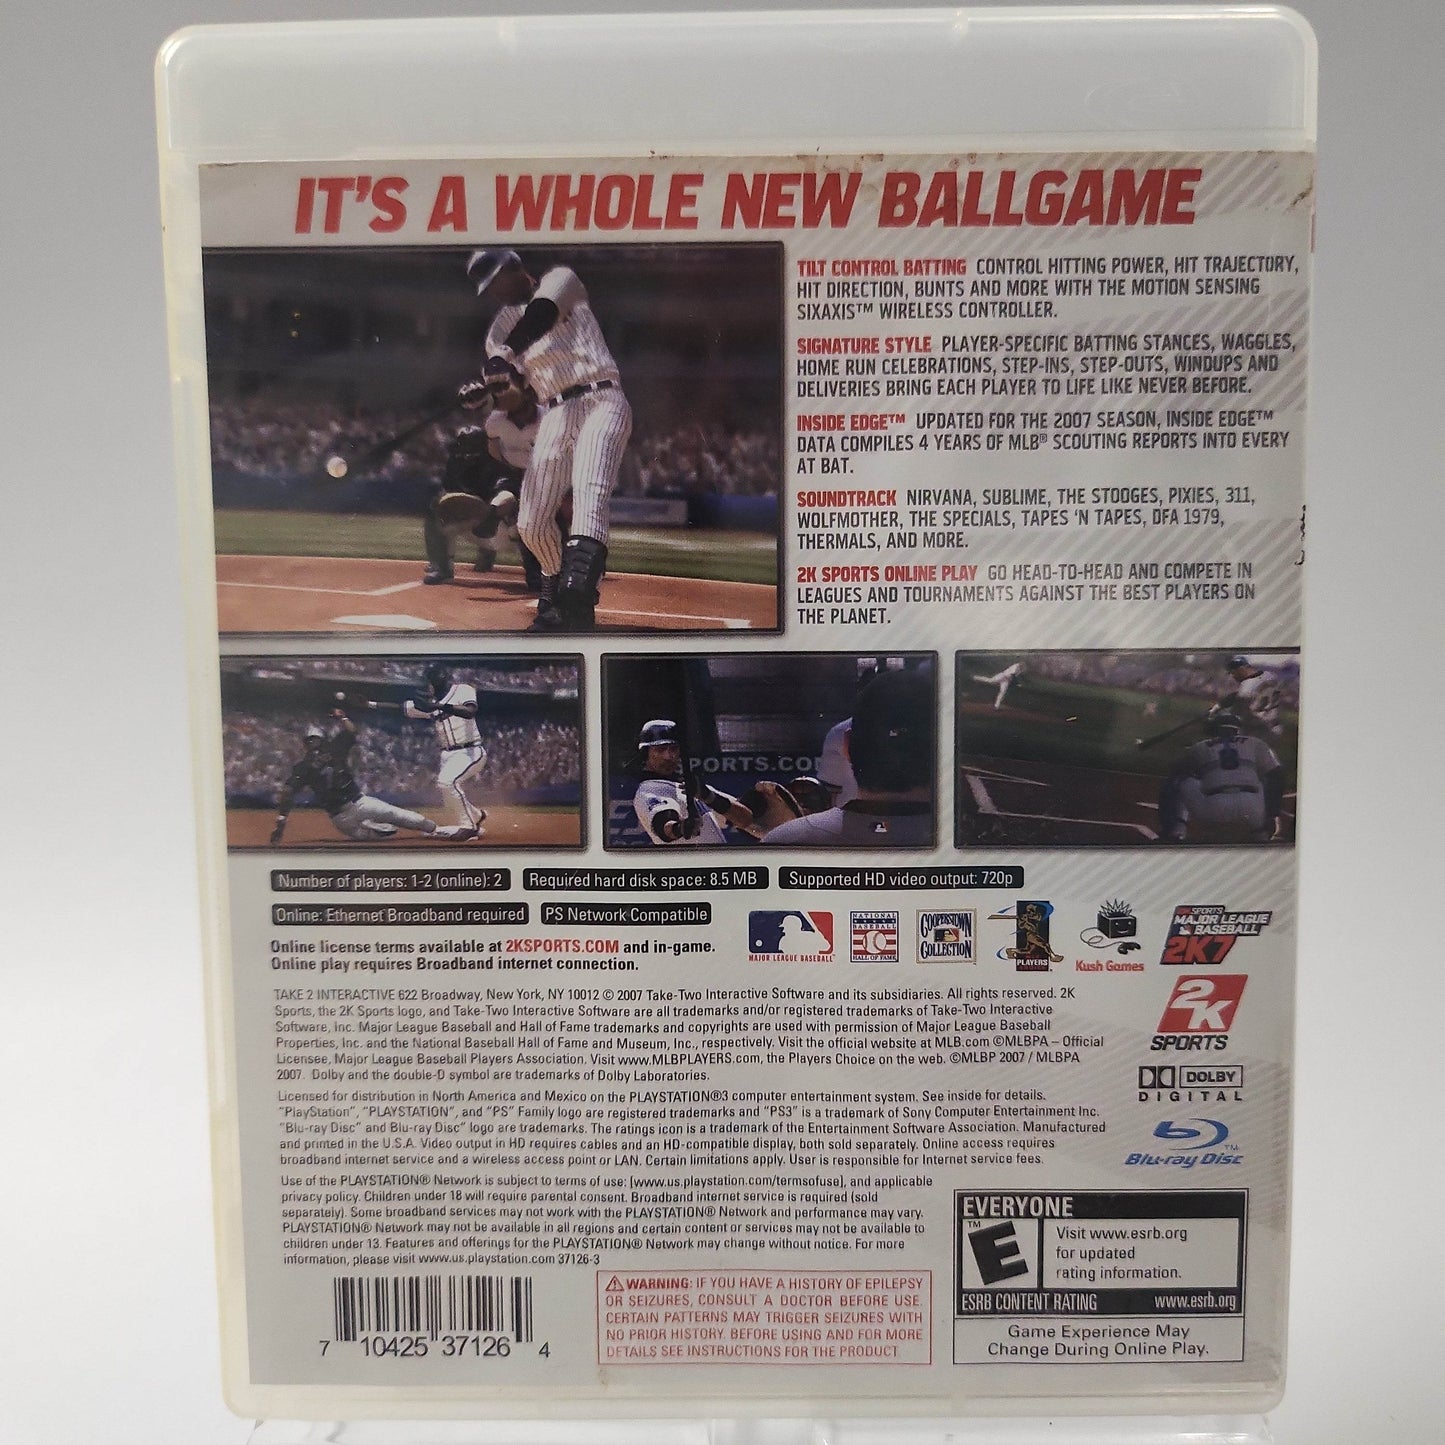 IT'S A WHOLE NEW BALLGAME
TILT CONTROL BATTING CONTROL HITTING POWER, HIT TRAJECTORY,
HIT DIRECTION, BUNTS AND MORE WITH THE MOTION SENSING
SIXAXIS™ WIRELESS CONTROLLER.
SIGNATURE STYLE PLAYER-SPECIFIC BATTING STANCES, WAGGLES,
HOME RUN CELEBRATIONS, STEP-INS, STEP-OUTS, WINDUPS AND
DELIVERIES BRING EACH PLAYER TO LIFE LIKE NEVER BEFORE.
INSIDE EDGE™ UPDATED FOR THE 2007 SEASON, INSIDE EDGE™
DATA COMPILES 4 YEARS OF MLB® SCOUTING REPORTS INTO EVERY
AT BAT.
SOUNDTRACK NIRVANA, SUBLIME, THE STOOGES, PIXIES, 311,
WOLFMOTHER, THE SPECIALS, TAPES 'N TAPES, DFA 1979,
THERMALS, AND MORE.
2K SPORTS ONLINE PLAY GO HEAD-TO-HEAD AND COMPETE IN
LEAGUES AND TOURNAMENTS AGAINST THE BEST PLAYERS ON
THE PLANET.
SPORTS.CO
Number of players: 1-2 (online): 2
Required hard disk space: 8.5 MB
Supported HD video output: 720p
Online: Ethernet Broadband required
PS Network Compatible
Online license terms available at 2KSPORTS.COM and in-game.
Online play requires Broadband internet connection.
MAJOR LEAGUE BASEBALL
NATIONAL
BASEBALL
HALL OF FAME
COOPERSTOWN
COLLECTION
PLAYERS
Kush Games
2K SPORTS
MAJOR LEAGUE
BASEBALL
2K7
2K
SPORTS
DOLBY
DIGITAL
Blu-ray Disc™
TAKE 2 INTERACTIVE 622 Broadway, New York, NY 10012 © 2007 Take-Two Interactive Software and its subsidiaries. All rights reserved. 2K
Sports, the 2K Sports logo, and Take-Two Interactive Software are all trademarks and/or registered trademarks of Take-Two Interactive
Software, Inc. Major League Baseball and Hall of Fame trademarks and copyrights are used with permission of Major League Baseball
Properties, Inc. and the National Baseball Hall of Fame and Museum, Inc., respectively. Visit the official website at MLB.com ©MLBPA – Official
Licensee, Major League Baseball Players Association. Visit www.MLBPLAYERS.com, the Players Choice on the web. ©MLBP 2007 / MLBPA
2007. Dolby and the double-D symbol are trademarks of Dolby Laboratories.
Licensed for distribution in North America and Mexico on the PLAYSTATION®3 computer entertainment system. See inside for details.
"PlayStation", "PLAYSTATION", and "PS" Family logo are registered trademarks and "PS3" is a trademark of Sony Computer Entertainment Inc.
"Blu-ray Disc" and Blu-ray Disc" logo are trademarks. The ratings icon is a trademark of the Entertainment Software Association. Manufactured
and printed in the U.S.A. Video output in HD requires cables and an HD-compatible display, both sold separately. Online access requires
broadband internet service and a wireless access point or LAN. Certain limitations apply. User is responsible for Internet service fees.
Use of the PLAYSTATION® Network is subject to terms of use: [www.us.playstation.com/termsofuse], and applicable
privacy policy. Children under 18 will require parental consent. Broadband internet service is required (sold
separately). Some broadband services may not work with the PLAYSTATION® Network and performance may vary.
PLAYSTATION® Network may not be available in all regions and certain content or services may not be available to
children under 13. Features and offerings for the PLAYSTATION® Network may change without notice. For more
information, please visit www.us.playstation.com 37126-3
7 10425 37126 4
WARNING: IF YOU HAVE A HISTORY OF EPILEPSY
OR SEIZURES, CONSULT A DOCTOR BEFORE USE.
CERTAIN PATTERNS MAY TRIGGER SEIZURES WITH
NO PRIOR HISTORY. BEFORE USING AND FOR MORE
DETAILS SEE INSTRUCTIONS FOR THE PRODUCT
EVERYONE
™
E
Visit www.esrb.org
for updated
rating information.
ESRB CONTENT RATING www.esrb.org
Game Experience May
Change During Online Play.